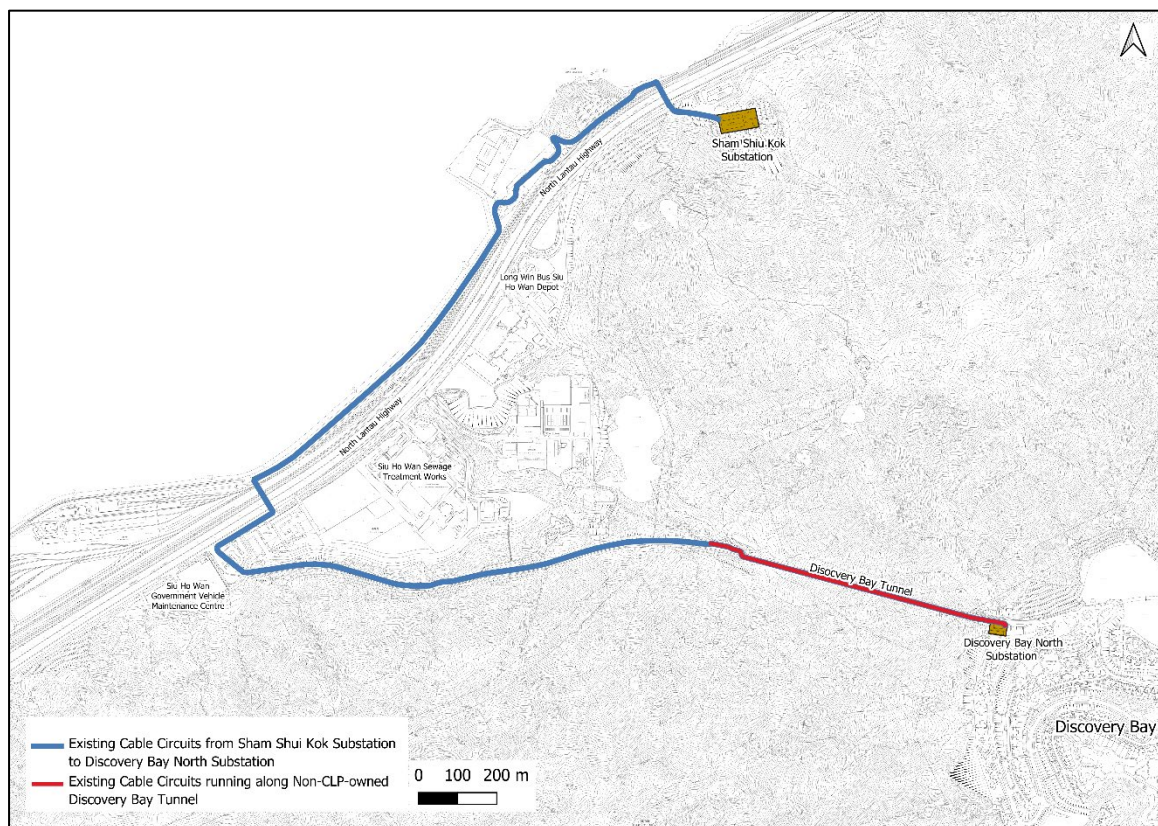 Sham Shiu Kok
Substation
North Lantau Highway
Long Win Bus Siu
Ho Wan Depot
North Lantau Highway
Siu Ho Wan Sewage
Treatment Works
Siu Ho Wan
Government Vehicle
Maintenance Centre
Disocvery Bay Tunnel
Discovery Bay North
Substation
Discovery Bay
Existing Cable Circuits from Sham Shui Kok Substation
to Discovery Bay North Substation
Existing Cable Circuits running along Non-CLP-owned
Discovery Bay Tunnel
0 100 200 m